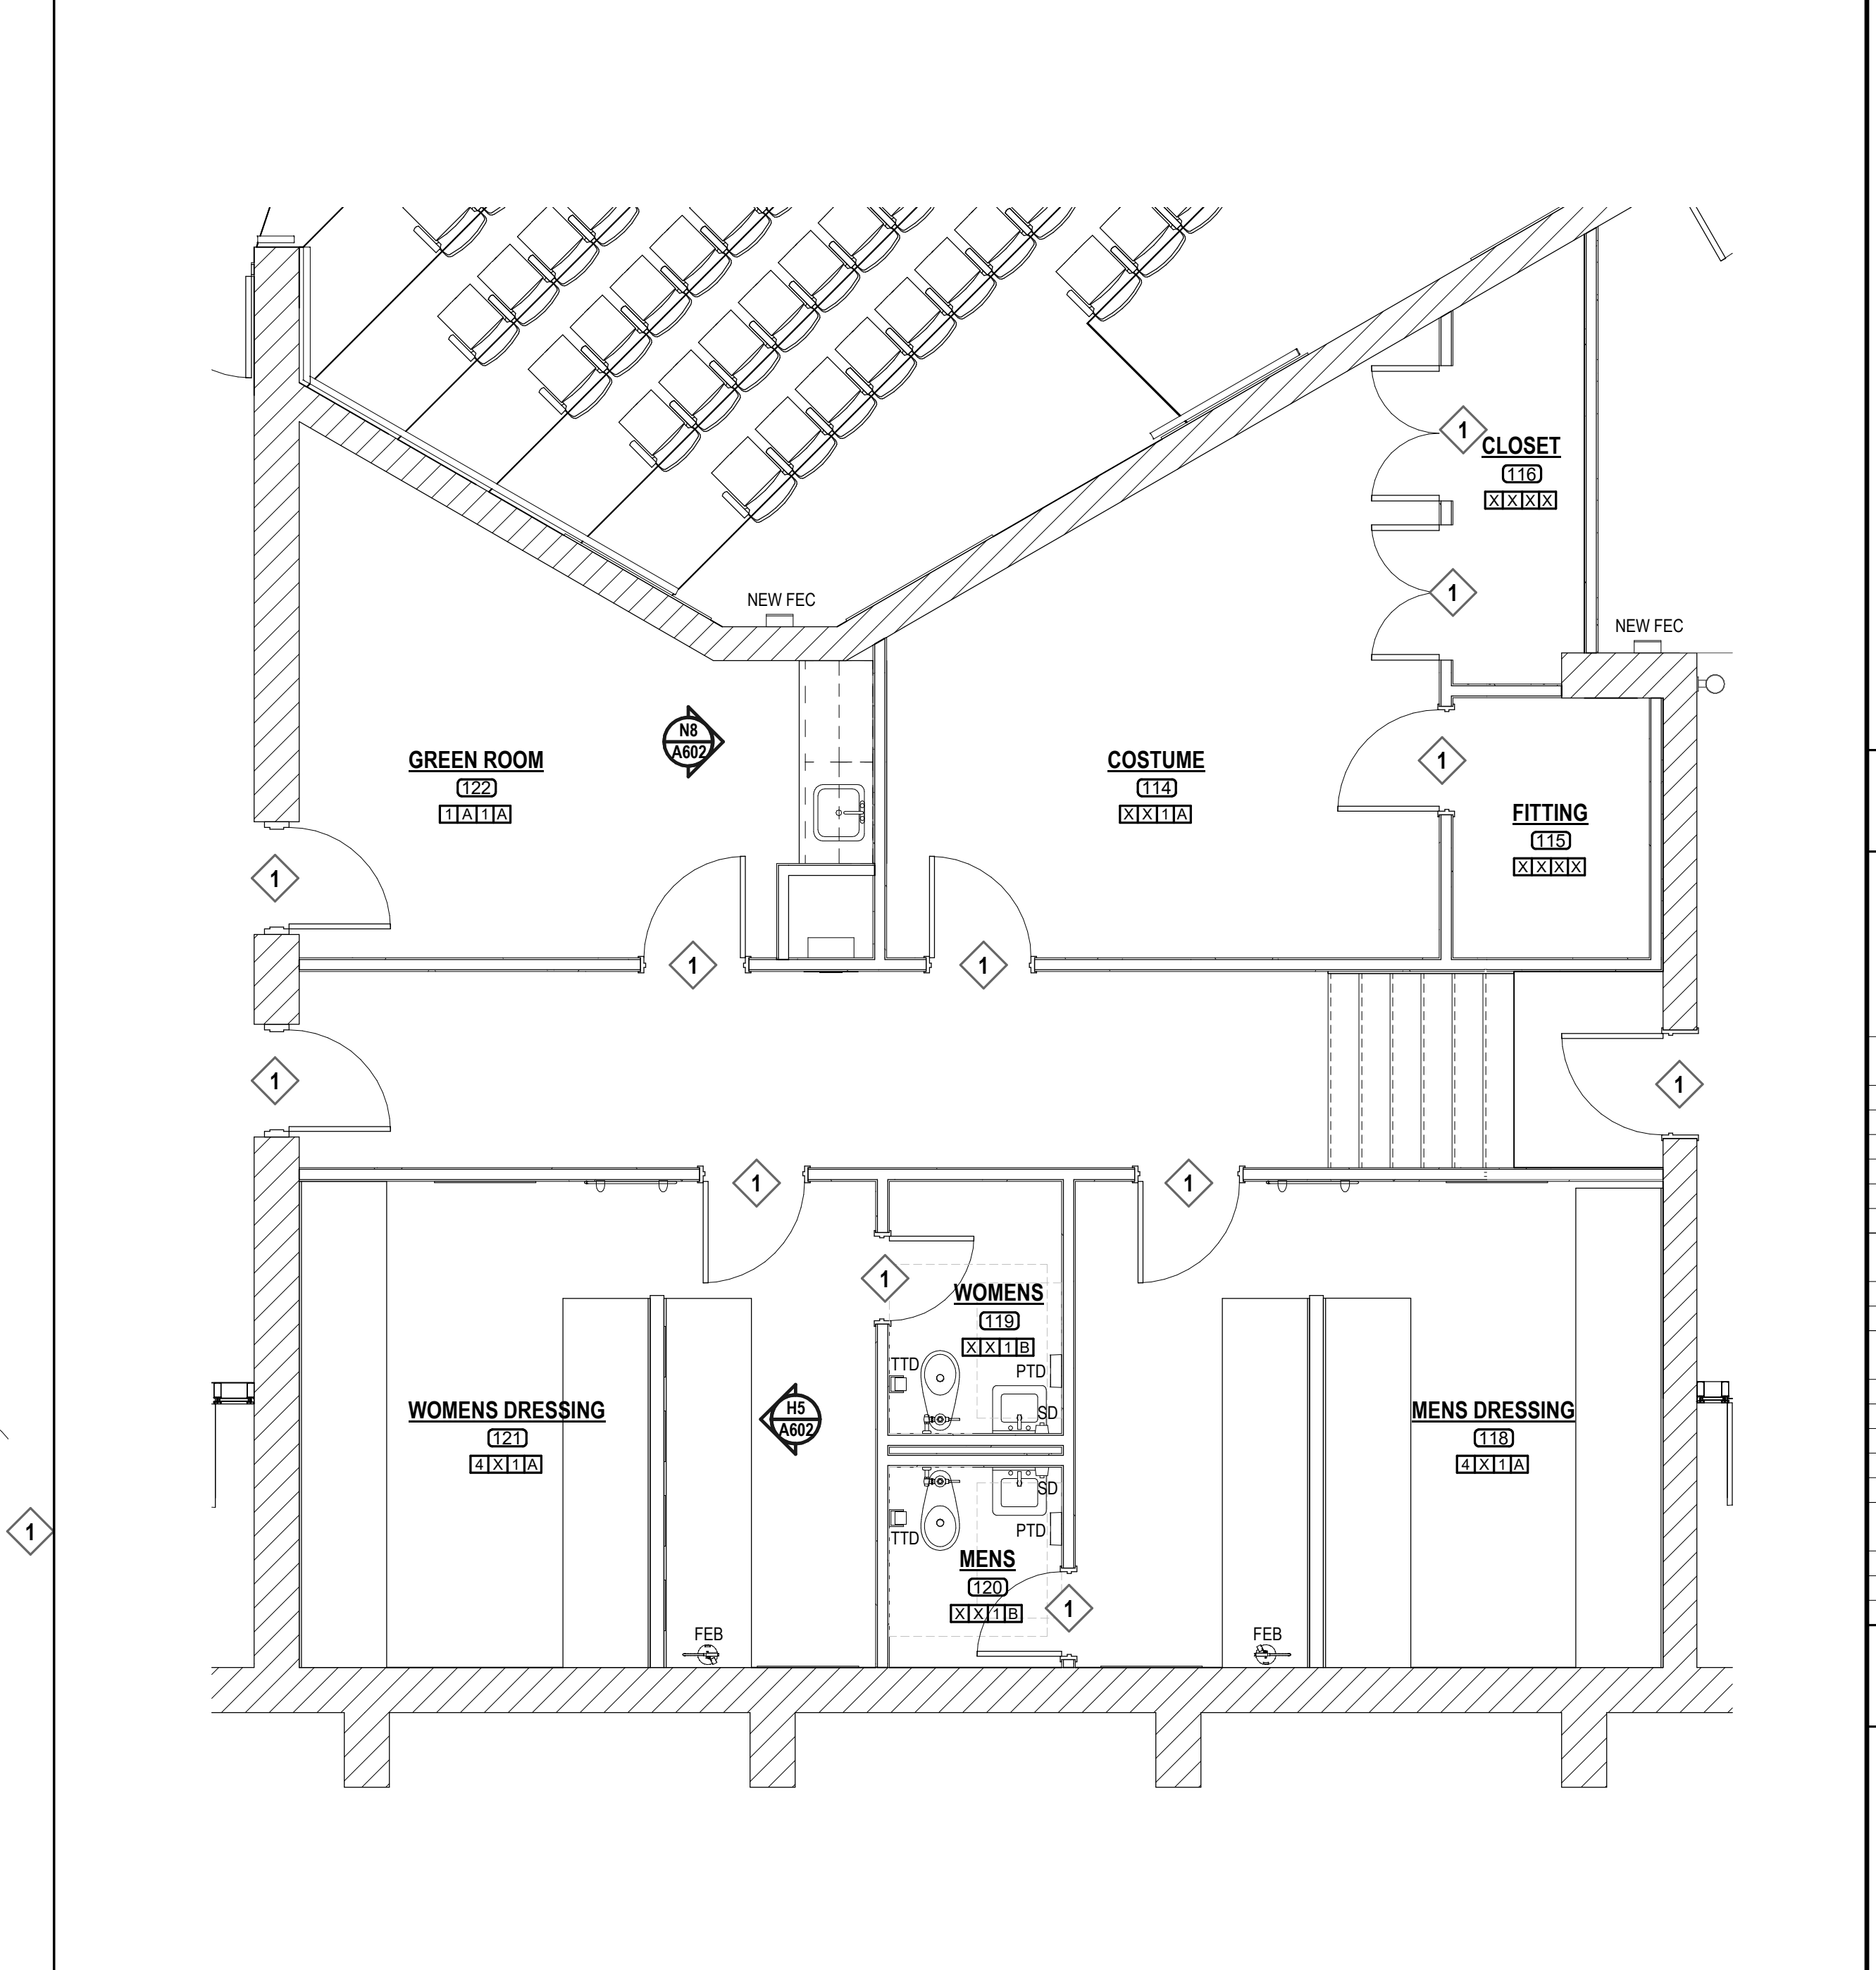 1
CLOSET
116
X X X X
NEW FEC
NEW FEC
1
N8
A602
GREEN ROOM
122
1 A 1 A
COSTUME
114
X X 1 A
1
FITTING
115
X X X X
1
1
1
1
1
1
1
1
WOMENS
119
X X 1 B
TTD
PTD
SD
WOMENS DRESSING
121
4 X 1 A
H5
A602
MENS DRESSING
118
4 X 1 A
SD
TTD
PTD
1
MENS
120
X X 1 B
1
FEB
FEB